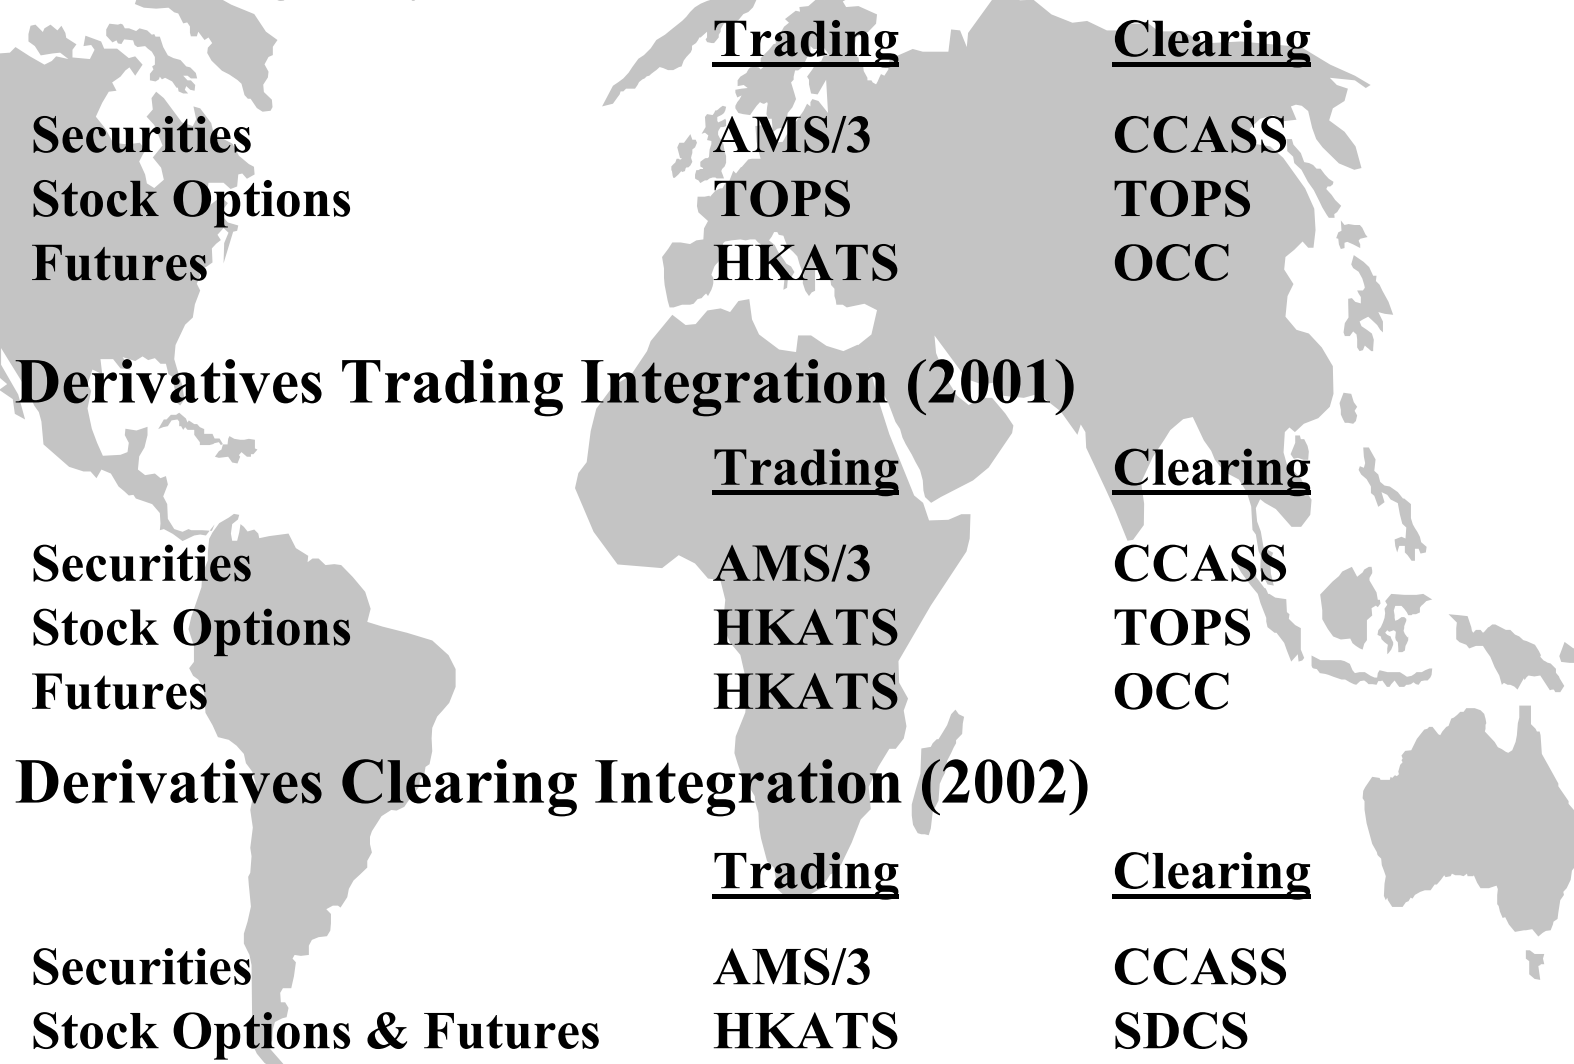 Trading Clearing
Securities AMS/3 CCASS
Stock Options TOPS TOPS
Futures HKATS OCC
Derivatives Trading Integration (2001)
Trading Clearing
Securities AMS/3 CCASS
Stock Options HKATS TOPS
Futures HKATS OCC
Derivatives Clearing Integration (2002)
Trading Clearing
Securities AMS/3 CCASS
Stock Options & Futures HKATS SDCS